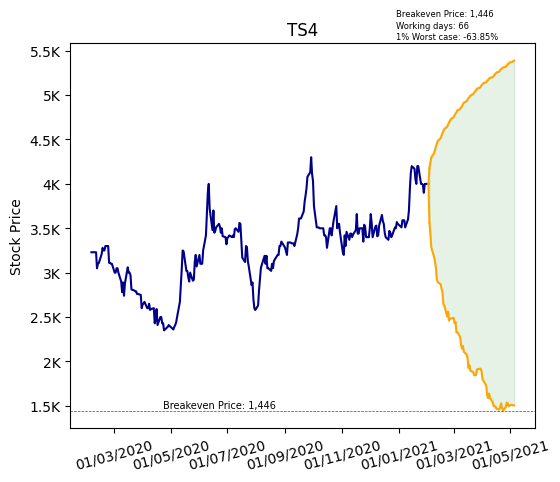 Breakeven Price: 1,446
Working days: 66
1% Worst case: -63.85%
TS4
5.5K
5K
4.5K
4K
3.5K
3K
2.5K
2K
1.5K
Stock Price
Breakeven Price: 1,446
01/03/2020 01/05/2020 01/07/2020 01/09/2020 01/11/2020 01/01/2021 01/03/2021 01/05/2021